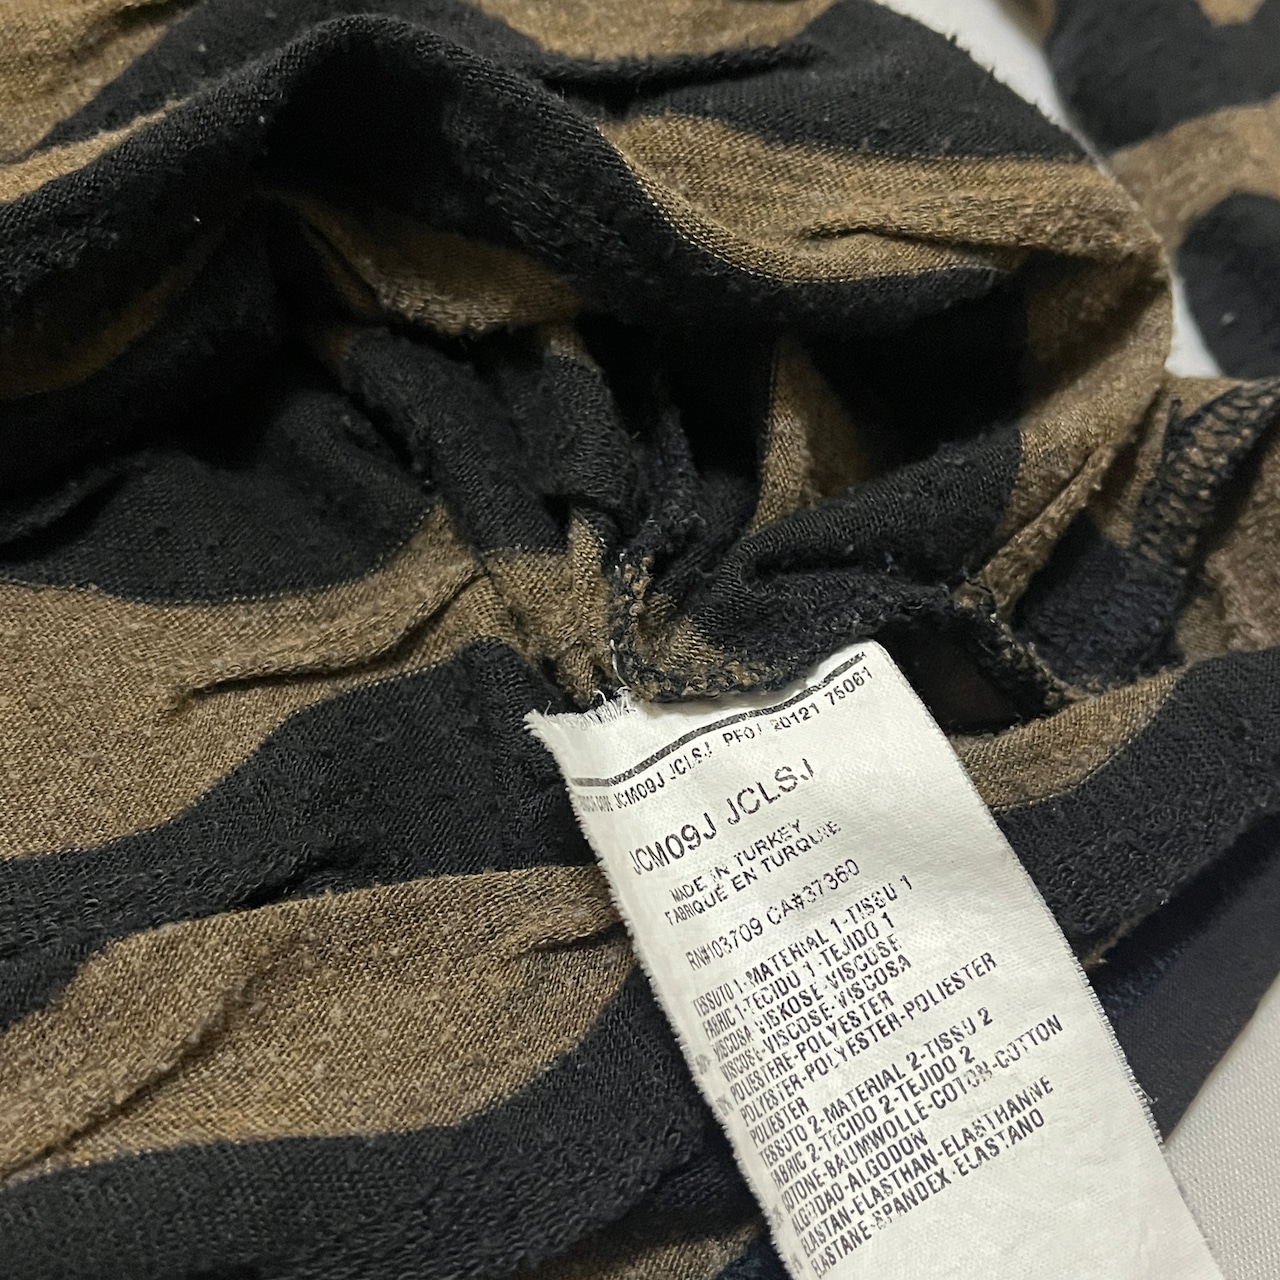 JCM09J JCLSJ PF01 20121 75061
JCM09J JCLSJ
MADE IN TURKEY
FABRIQUÉ EN TURQUIE
RN#103709 CA#37360
TESSUTO 1-MATERIAL 1-TISSU 1
FABRIC 1-TECIDO 1-TEJIDO 1
VISCOSA-VISKOSE-VISCOSE
VISCOSE-VISCOSE-VISCOSA
POLIESTERE-POLYESTER
POLYESTER-POLYESTER-POLIESTER
POLIESTER
TESSUTO 2-MATERIAL 2-TISSU 2
FABRIC 2-TECIDO 2-TEJIDO 2
COTONE-BAUMWOLLE-COTON-COTTON
ALGODAO-ALGODON
ELASTAN-ELASTHAN-ELASTHANNE
ELASTANE-SPANDEX-ELASTANO